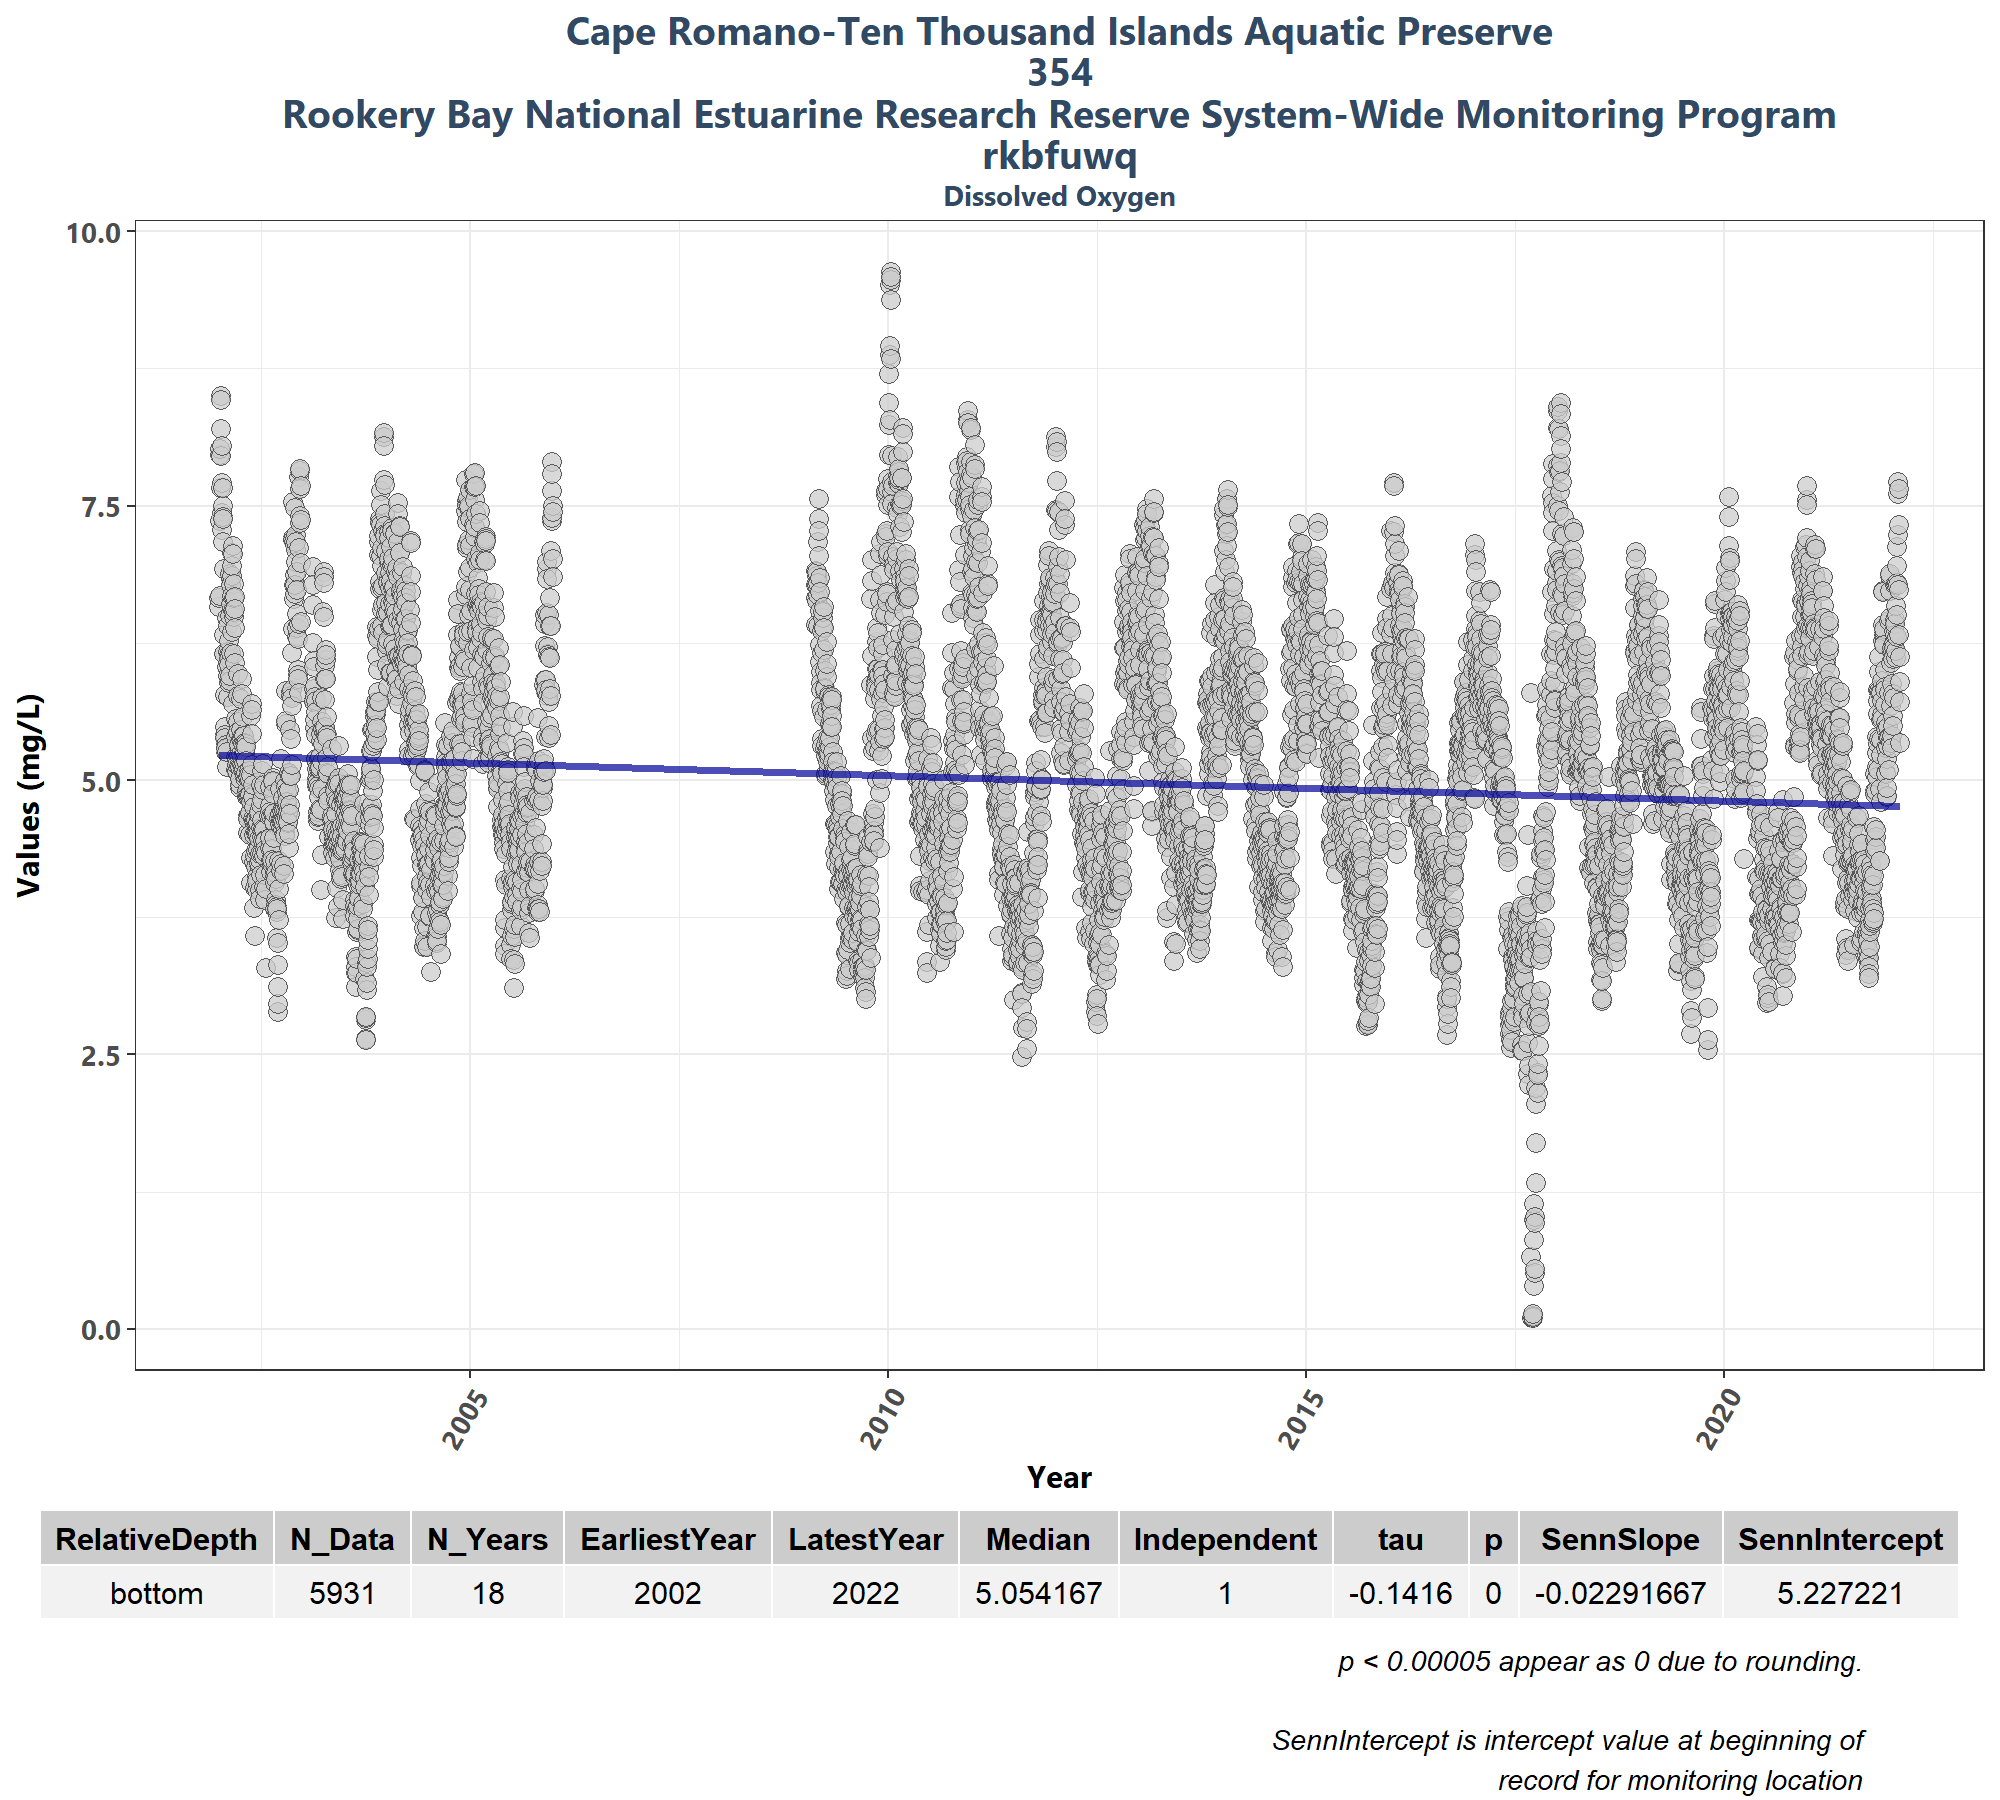 Cape Romano-Ten Thousand Islands Aquatic Preserve
354
Rookery Bay National Estuarine Research Reserve System-Wide Monitoring Program
rkbfuwq
Dissolved Oxygen
10.0
7.5
5.0
2.5
0.0
Values (mg/L)
2005 2010 2015 2020
Year
RelativeDepth N_Data N_Years EarliestYear LatestYear Median Independent tau p SennSlope SennIntercept
bottom 5931 18 2002 2022 5.054167 1 -0.1416 0 -0.02291667 5.227221
p < 0.00005 appear as 0 due to rounding.
SennIntercept is intercept value at beginning of
record for monitoring location